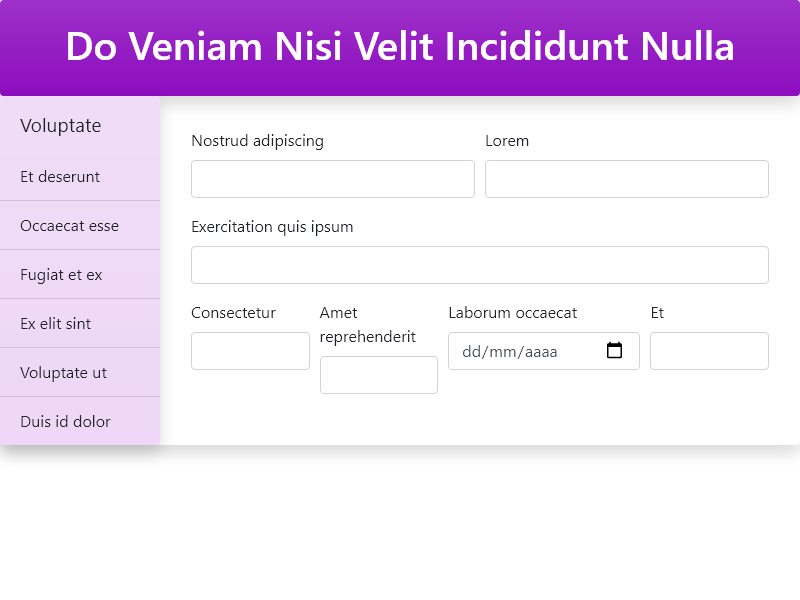 Do Veniam Nisi Velit Incididunt Nulla
Voluptate
Et deserunt
Occaecat esse
Fugiat et ex
Ex elit sint
Voluptate ut
Duis id dolor
Nostrud adipiscing
Lorem
Exercitation quis ipsum
Consectetur
Amet
reprehenderit
Laborum occaecat
dd/mm/aaaa
Et